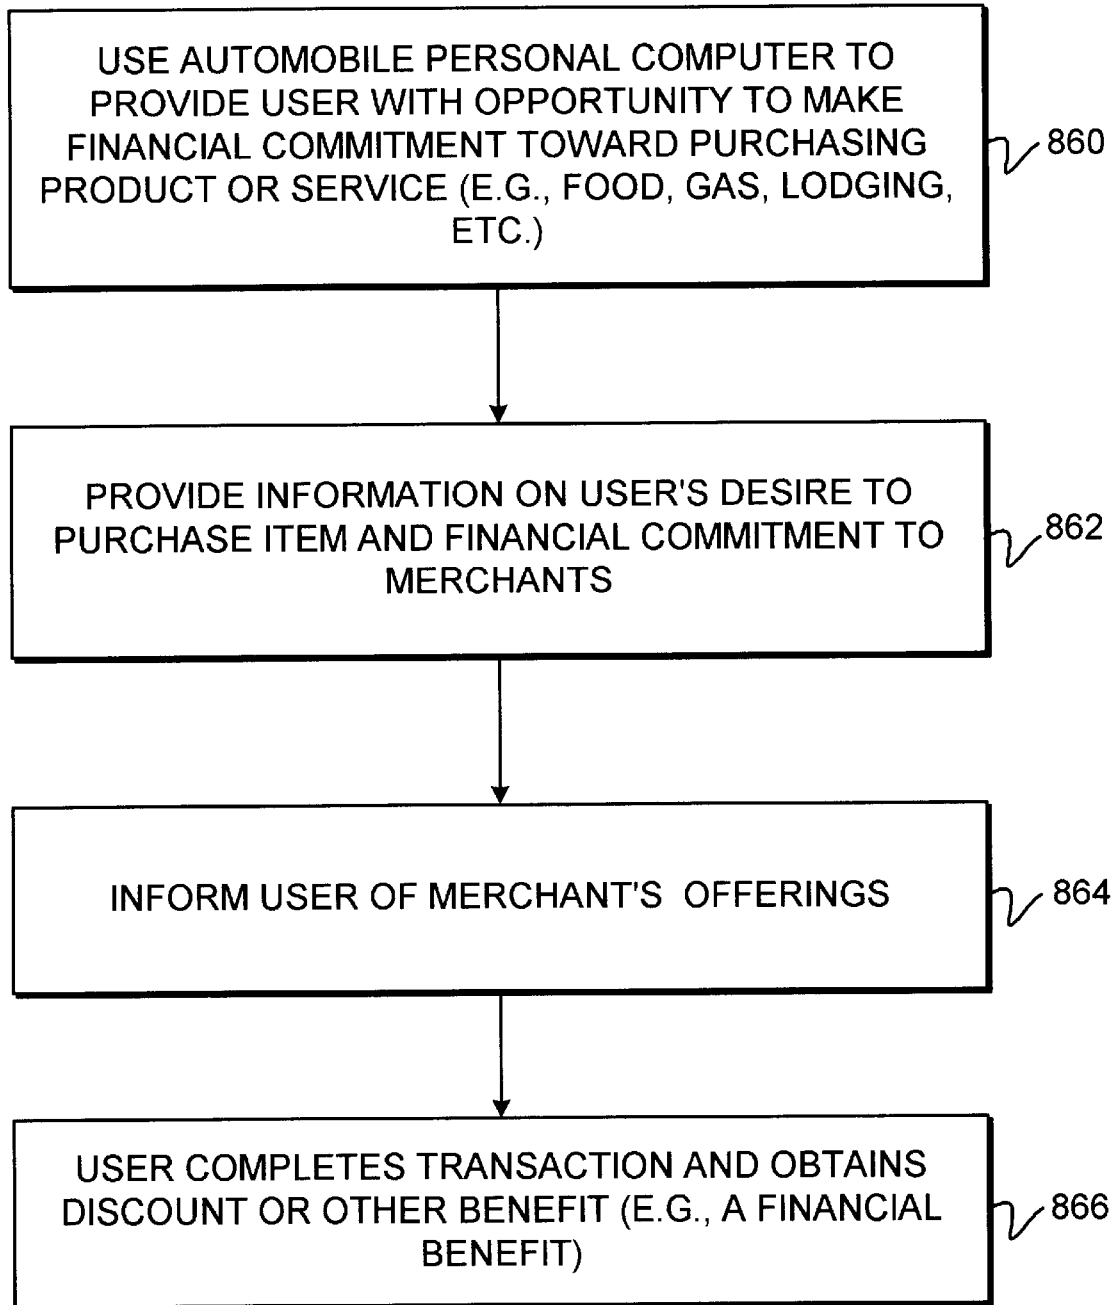 USE AUTOMOBILE PERSONAL COMPUTER TO
PROVIDE USER WITH OPPORTUNITY TO MAKE
FINANCIAL COMMITMENT TOWARD PURCHASING
PRODUCT OR SERVICE (E.G., FOOD, GAS, LODGING,
ETC.)
860
PROVIDE INFORMATION ON USER'S DESIRE TO
PURCHASE ITEM AND FINANCIAL COMMITMENT TO
MERCHANTS
862
INFORM USER OF MERCHANT'S OFFERINGS
864
USER COMPLETES TRANSACTION AND OBTAINS
DISCOUNT OR OTHER BENEFIT (E.G., A FINANCIAL
BENEFIT)
866